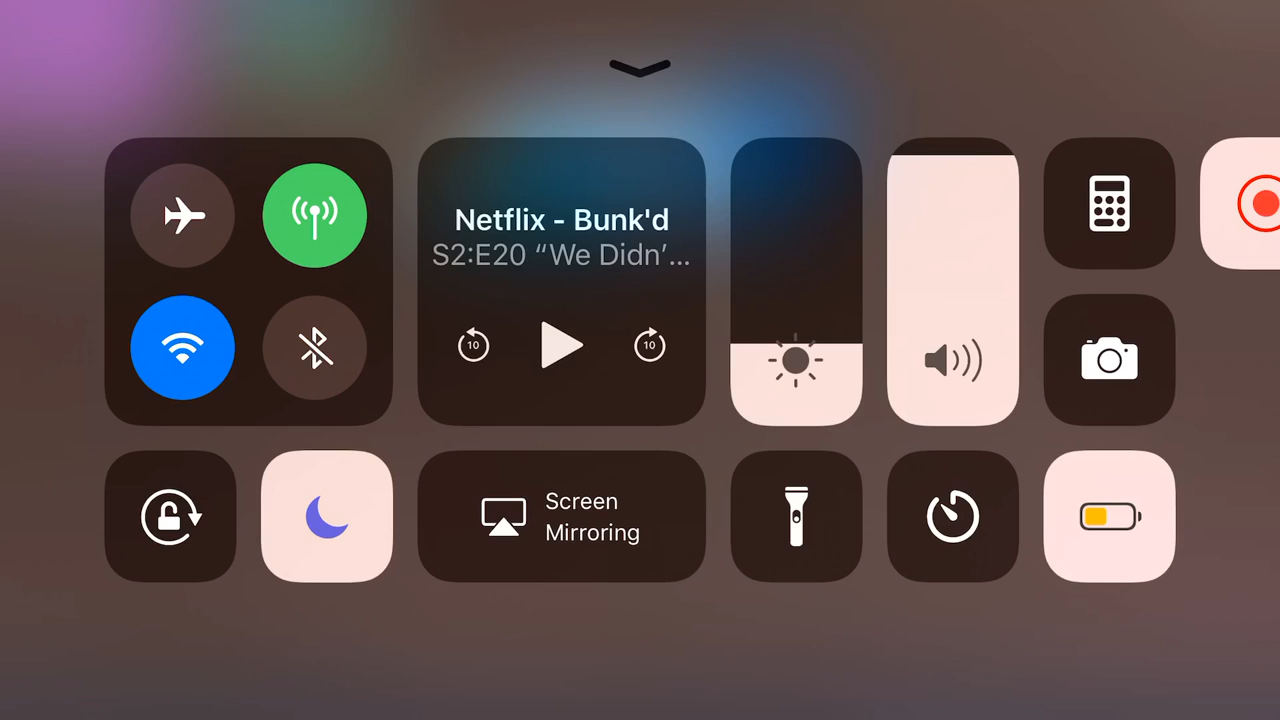 Netflix - Bunk'd
S2:E20 “We Didn’...
10
10
Screen
Mirroring